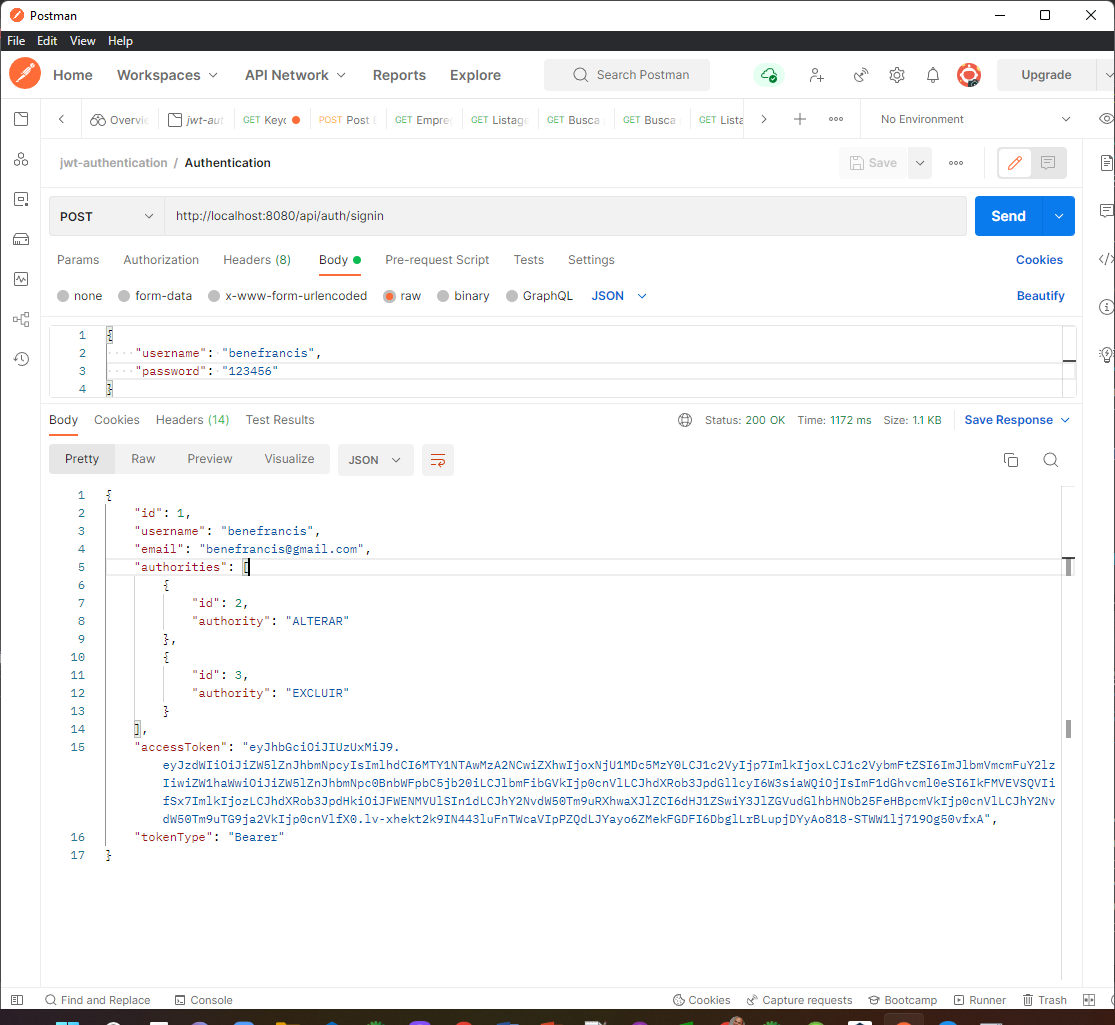 Postman
File Edit View Help
Home Workspaces API Network Reports Explore Search Postman Upgrade
Overvie jwt-aut GET Keyc POST Post GET Empre GET Listage GET Busca GET Busca GET Lista No Environment
jwt-authentication / Authentication Save
POST http://localhost:8080/api/auth/signin Send
Params Authorization Headers (8) Body Pre-request Script Tests Settings Cookies
none form-data x-www-form-urlencoded raw binary GraphQL JSON Beautify
1 {
2 "username": "benefrancis",
3 "password": "123456"
4 }
Body Cookies Headers (14) Test Results Status: 200 OK Time: 1172 ms Size: 1.1 KB Save Response
Pretty Raw Preview Visualize JSON
1 {
2 "id": 1,
3 "username": "benefrancis",
4 "email": "benefrancis@gmail.com",
5 "authorities": [
6 {
7 "id": 2,
8 "authority": "ALTERAR"
9 },
10 {
11 "id": 3,
12 "authority": "EXCLUIR"
13 }
14 ],
15 "accessToken": "eyJhbGciOiJIUzUxMiJ9.
eyJzdWIiOiJiZW5lZnJhbmNpcyIsImlhdCI6MTY1NTAwMzA2NCwiZXhwIjoxNjU1MDc5MzY0LCJ1c2VyIjp7ImlkIjoxLCJ1c2VybmFtZSI6ImJlbmVmcmFuY2lz
IiwiZW1haWwiOiJiZW5lZnJhbmNpc0BnbWFpbC5jb20iLCJlbmFibGVkIjp0cnVlLCJhdXRob3JpdGllcyI6W3siaWQiOjIsImF1dGhvcml0eSI6IkFMVEVSQVIi
fSx7ImlkIjozLCJhdXRob3JpdHkiOiJFWENMVUlSIn1dLCJhY2NvdW50Tm9uRXhwaXJlZCI6dHJ1ZSwiY3JlZGVudGlhbHNOb25FeHBpcmVkIjp0cnVlLCJhY2Nv
dW50Tm9uTG9ja2VkIjp0cnVlfX0.lv-xhekt2k9IN443luFnTWcaVIpPZQdLJYayo6ZMekFGDFI6DbglLrBLupjDYyAo818-STWW1lj719Og50vfxA",
16 "tokenType": "Bearer"
17 }
Find and Replace Console Cookies Capture requests Bootcamp Runner Trash